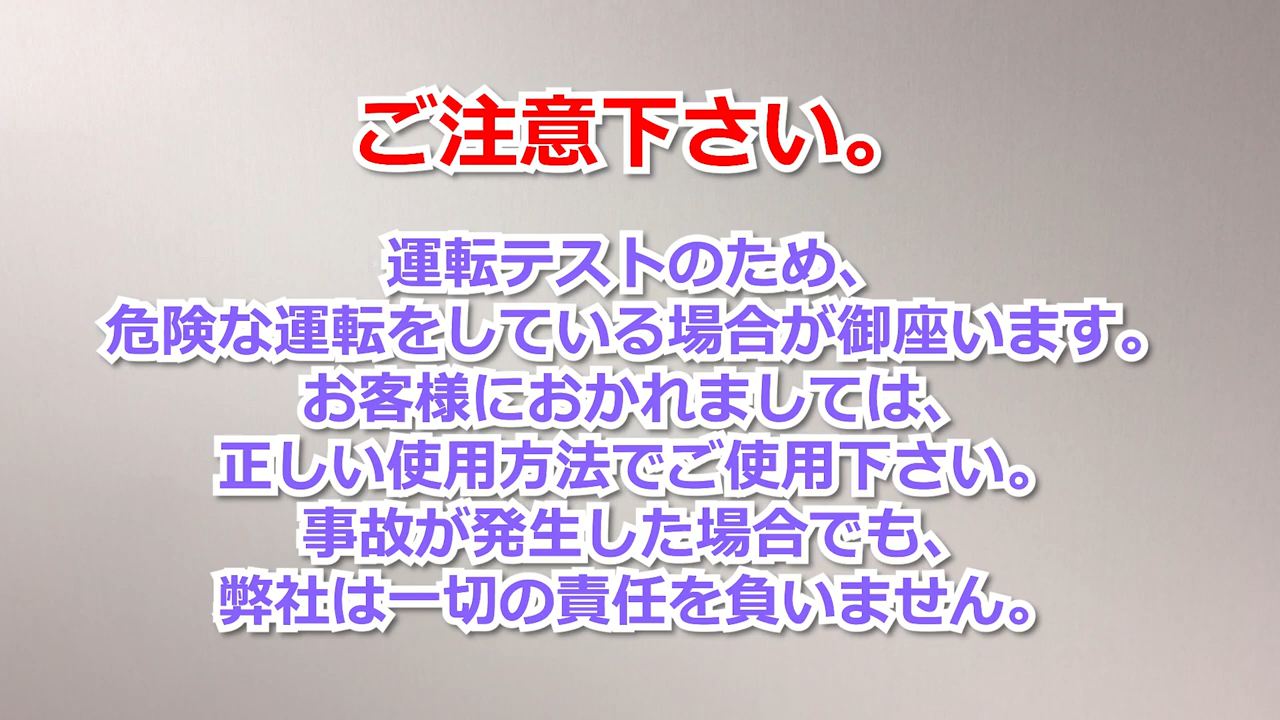 ご注意下さい。
運転テストのため、
危険な運転をしている場合が御座います。
お客様におかれましては、
正しい使用方法でご使用下さい。
事故が発生した場合でも、
弊社は一切の責任を負いません。